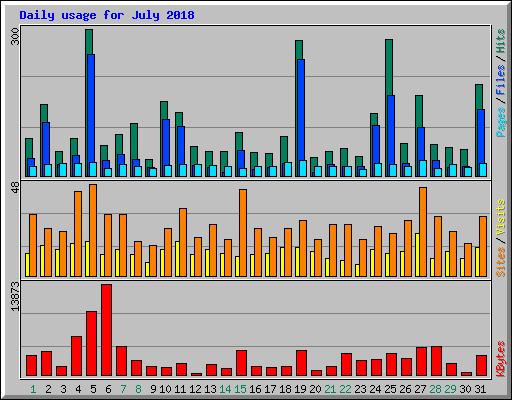 Daily usage for July 2018
300
Pages / Files / Hits
48
Sites / Visits
13873
KBytes
1 2 3 4 5 6 7 8 9 10 11 12 13 14 15 16 17 18 19 20 21 22 23 24 25 26 27 28 29 30 31